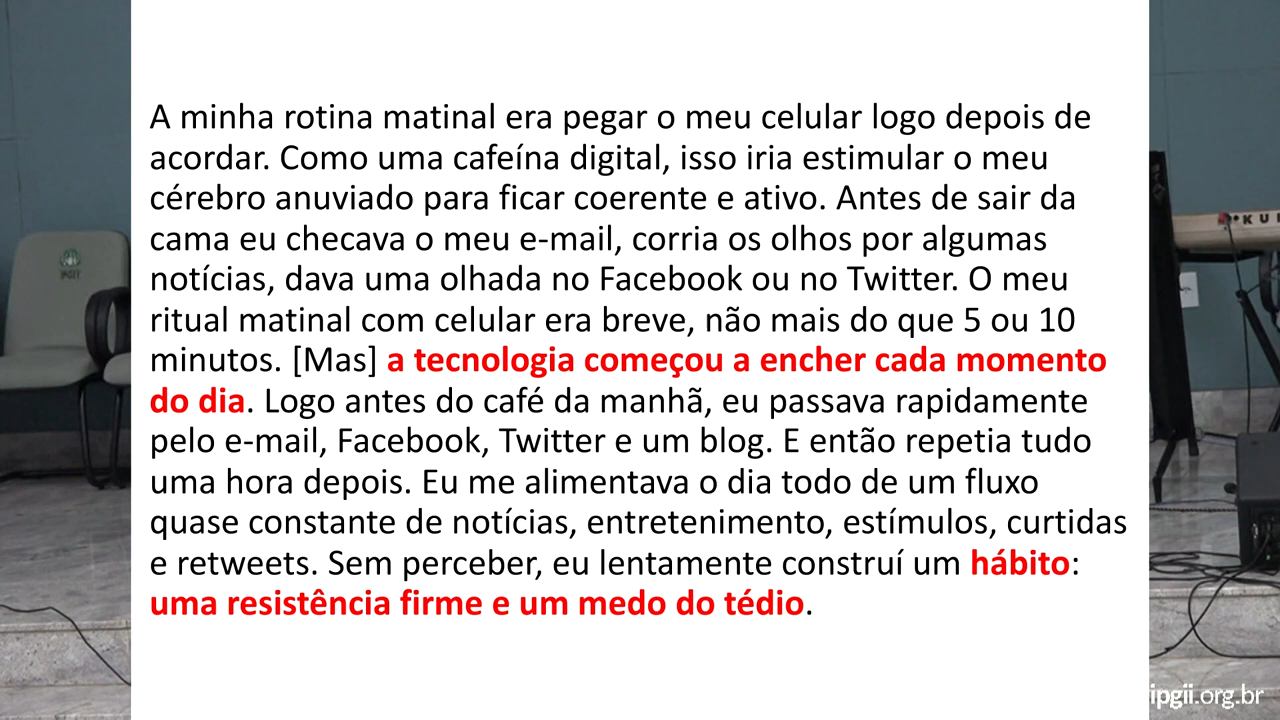 A minha rotina matinal era pegar o meu celular logo depois de
acordar. Como uma cafeína digital, isso iria estimular o meu
cérebro anuviado para ficar coerente e ativo. Antes de sair da
cama eu checava o meu e-mail, corria os olhos por algumas
notícias, dava uma olhada no Facebook ou no Twitter. O meu
ritual matinal com celular era breve, não mais do que 5 ou 10
minutos. [Mas] a tecnologia começou a encher cada momento
do dia. Logo antes do café da manhã, eu passava rapidamente
pelo e-mail, Facebook, Twitter e um blog. E então repetia tudo
uma hora depois. Eu me alimentava o dia todo de um fluxo
quase constante de notícias, entretenimento, estímulos, curtidas
e retweets. Sem perceber, eu lentamente construí um hábito:
uma resistência firme e um medo do tédio.
KU
ipgii.org.br